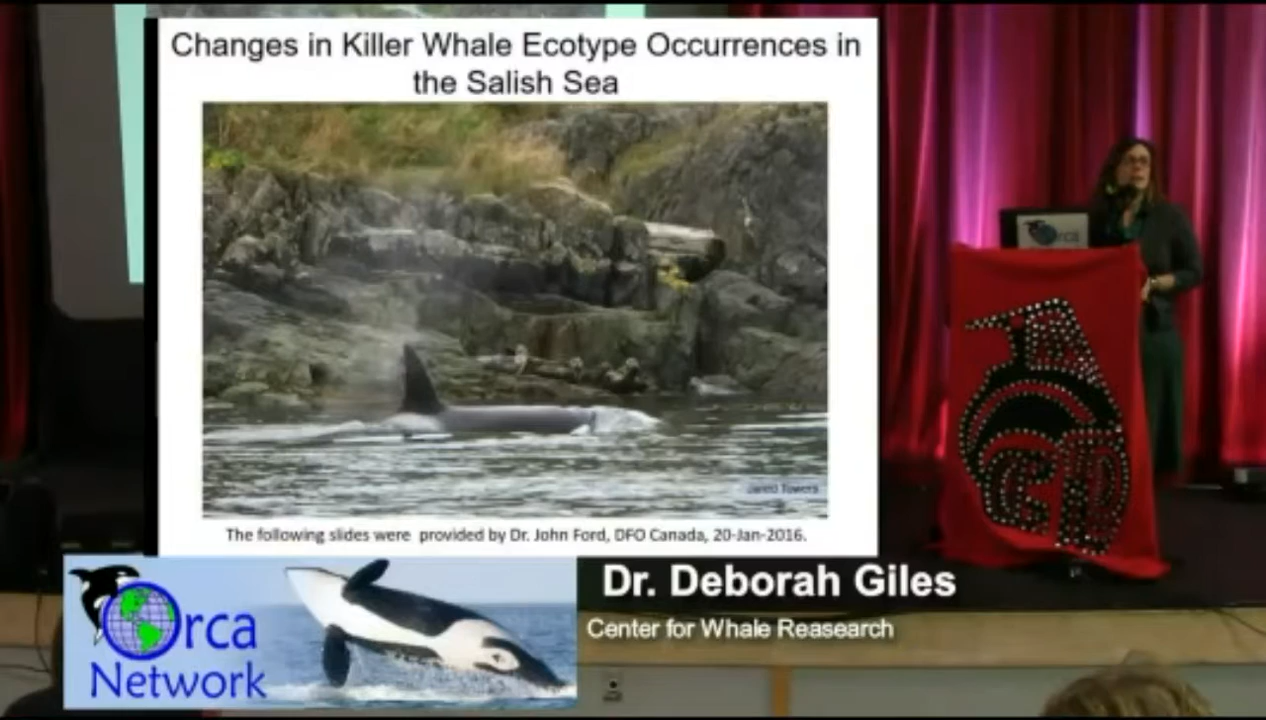 Changes in Killer Whale Ecotype Occurrences in
the Salish Sea
Jared Towers
The following slides were provided by Dr. John Ford, DFO Canada, 20-Jan-2016.
Orca
Dr. Deborah Giles
Center for Whale Reasearch
Orca
Network